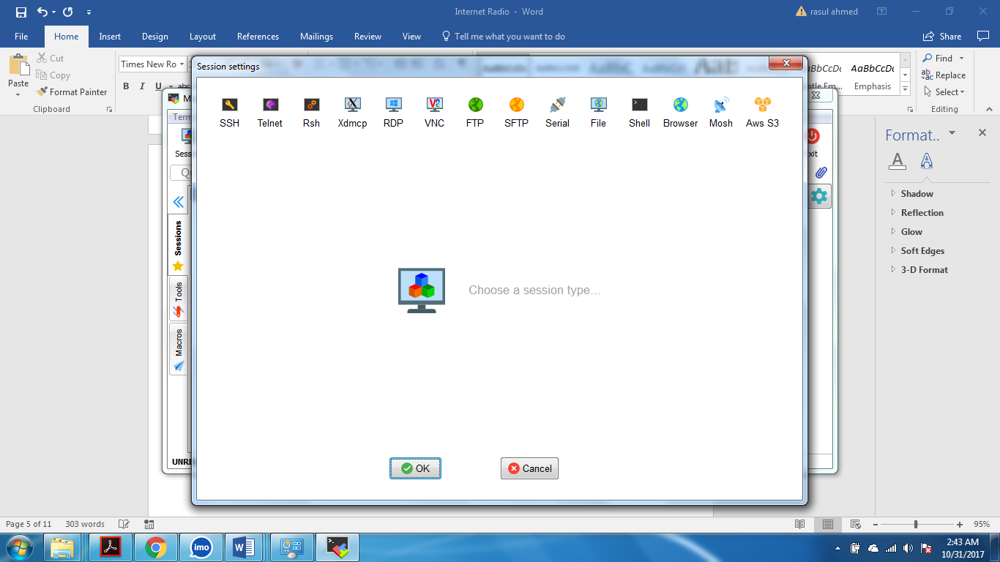 Internet Radio - Word
rasul ahmed
File Home Insert Design Layout References Mailings Review View Tell me what you want to do Share
Paste
Cut
Copy
Format Painter
Clipboard
Times New Ro
B I U abc
Find
Replace
Select
Editing
AaBbCcDc
Emphasis
Session settings
SSH Telnet Rsh Xdmcp RDP VNC FTP SFTP Serial File Shell Browser Mosh Aws S3
Choose a session type...
OK Cancel
Term
Sess
Sessions
Tools
Macros
UNRE
xit
Format..
Shadow
Reflection
Glow
Soft Edges
3-D Format
Page 5 of 11 303 words 95%
imo
2:43 AM
10/31/2017